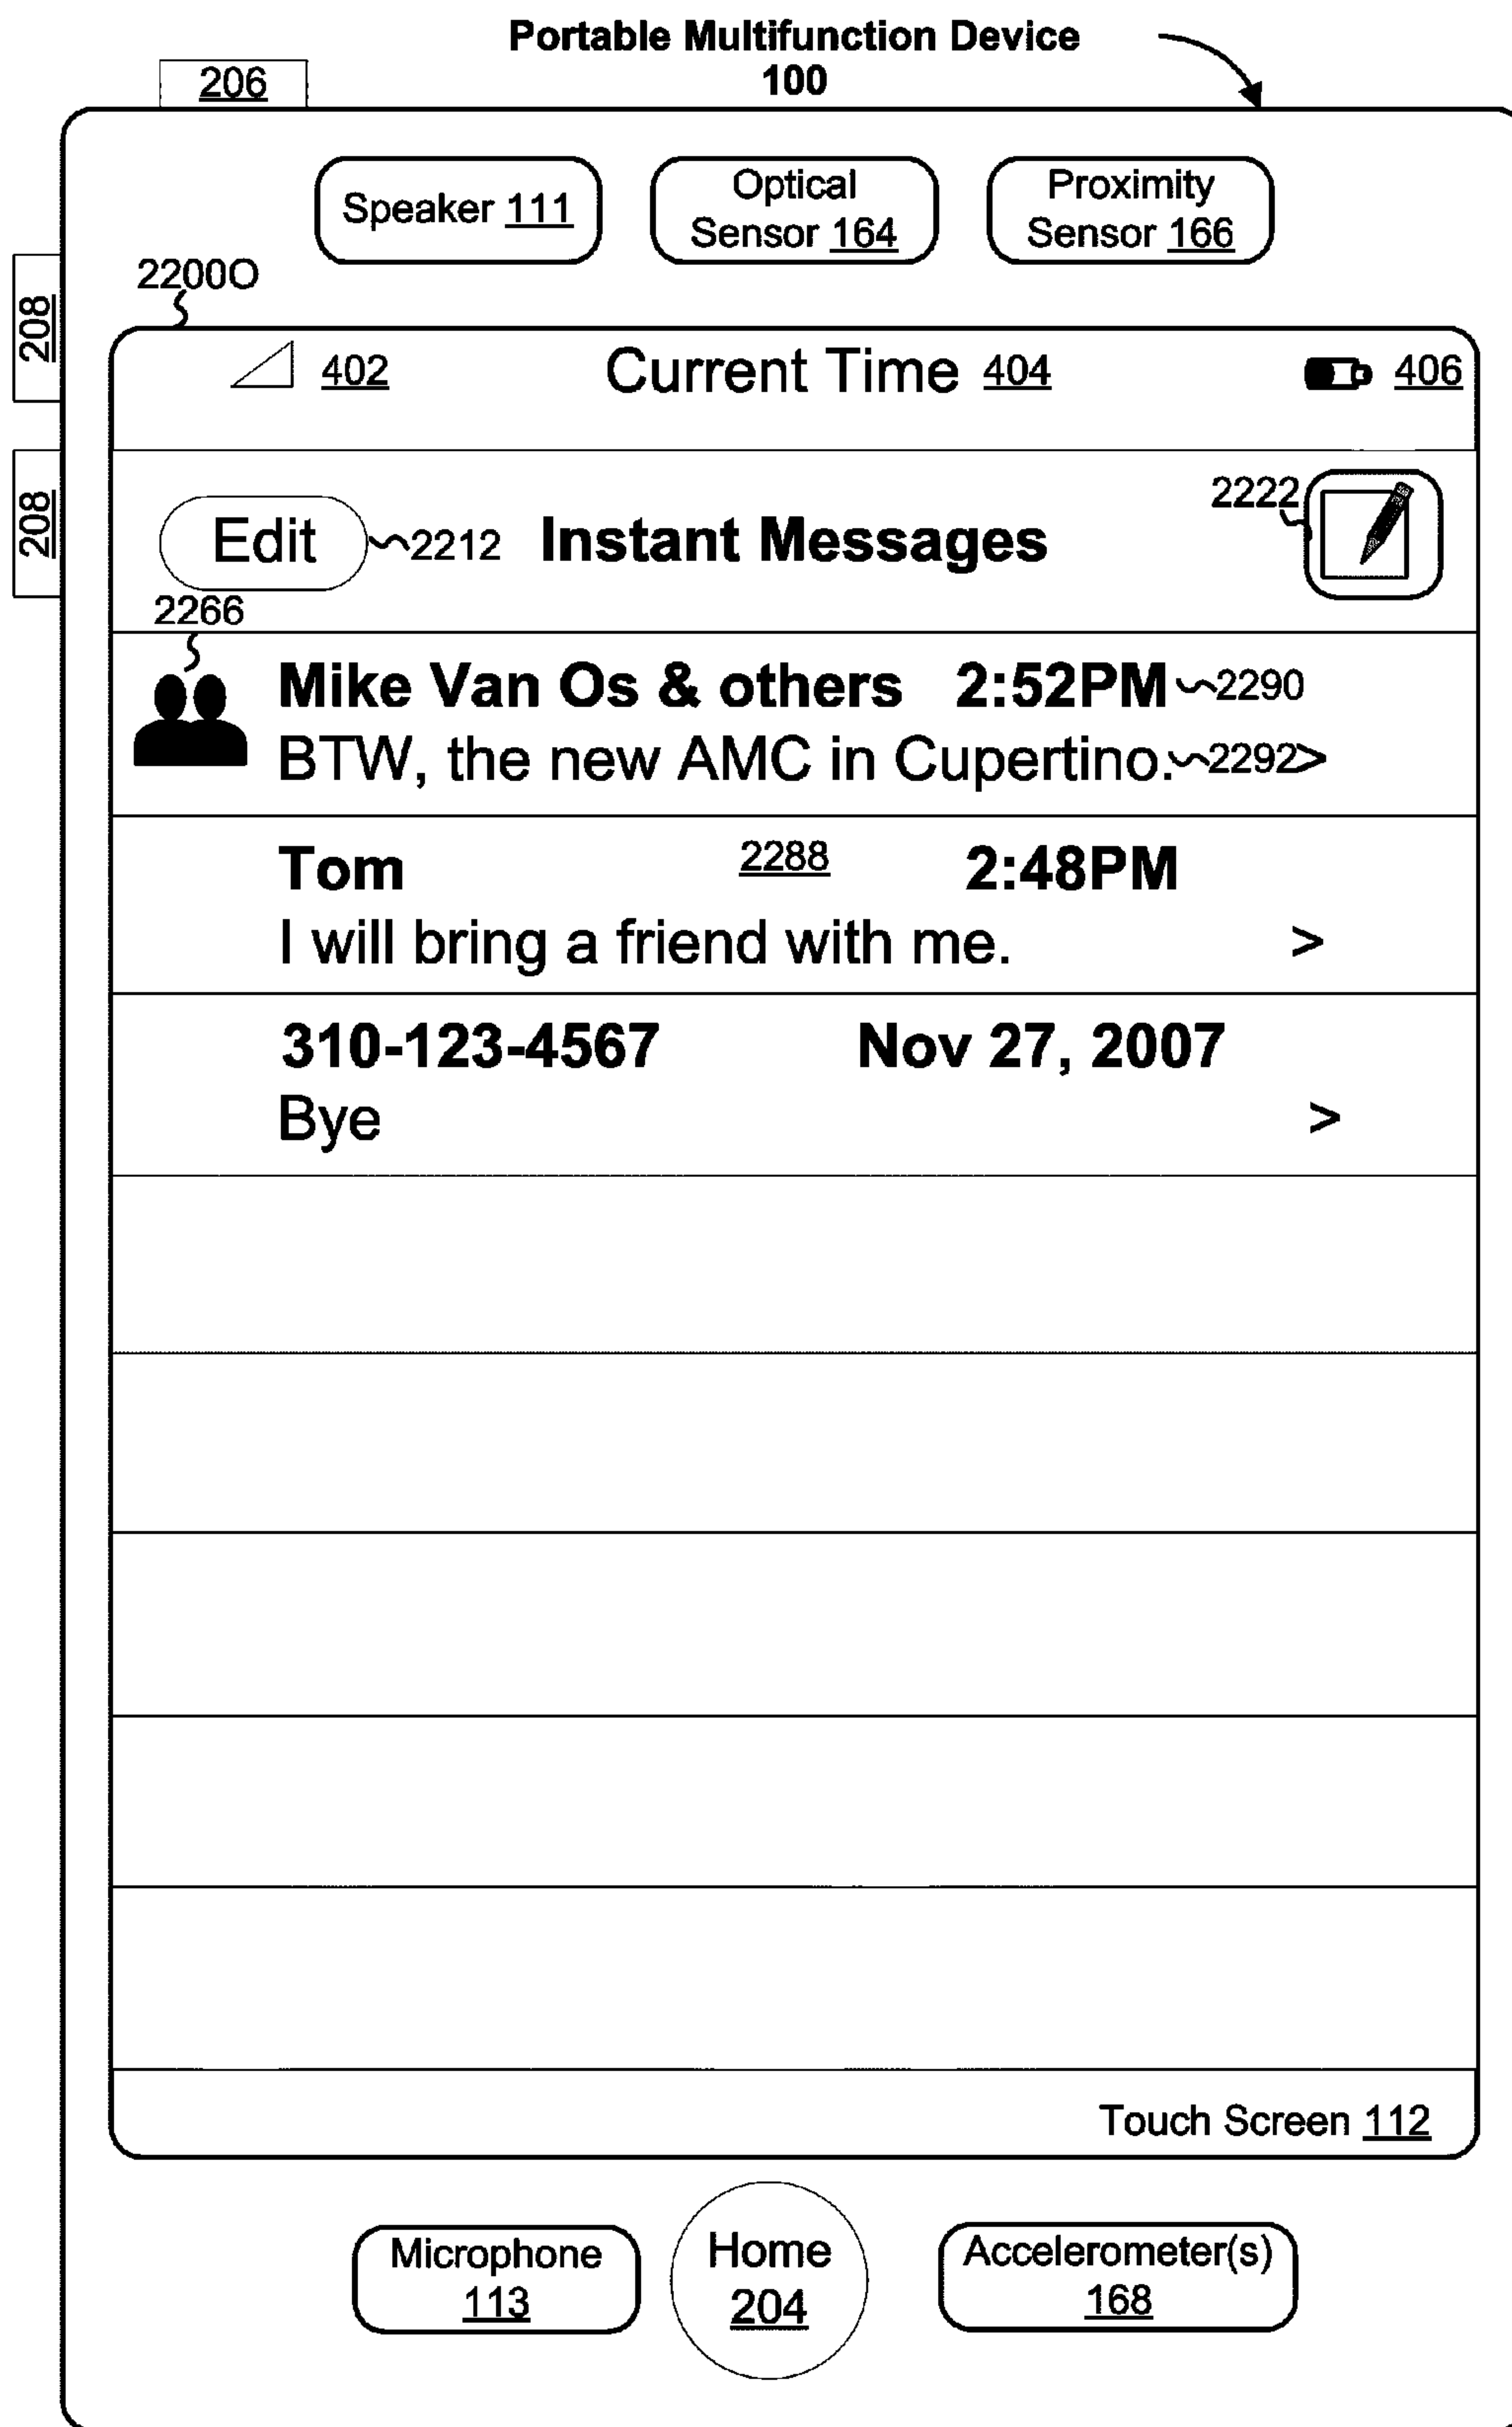 Portable Multifunction Device
100
206
Speaker 111
Optical
Sensor 164
Proximity
Sensor 166
208
2200O
402 Current Time 404 406
208
Edit 2212 Instant Messages 2222
2266
Mike Van Os & others 2:52PM 2290
BTW, the new AMC in Cupertino. 2292 >
Tom 2288 2:48PM
I will bring a friend with me. >
310-123-4567 Nov 27, 2007
Bye >
Touch Screen 112
Microphone
113
Home
204
Accelerometer(s)
168